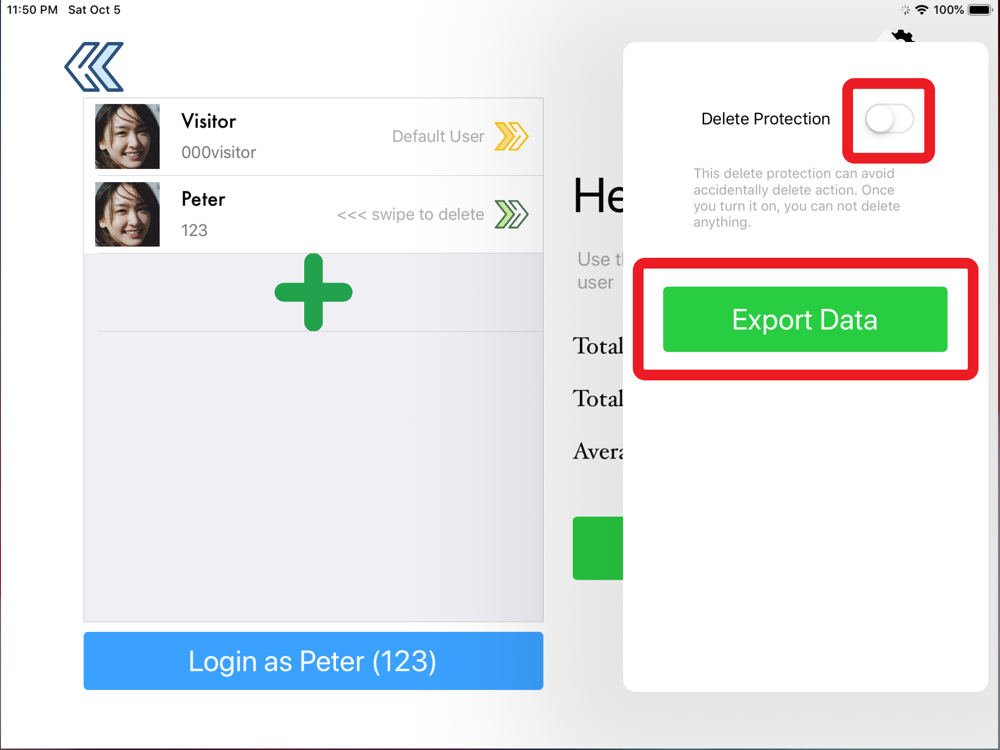 11:50 PM Sat Oct 5
100%
Visitor
000visitor
Default User
Peter
123
<<< swipe to delete
Login as Peter (123)
He
Use
user
Total
Total
Delete Protection
This delete protection can avoid
accidentally delete action. Once
you turn it on, you can not delete
anything.
Export Data